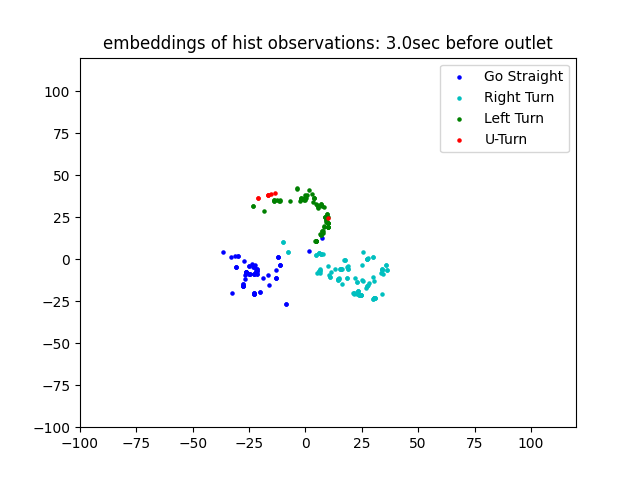 embeddings of hist observations: 3.0sec before outlet
Go Straight
Right Turn
Left Turn
U-Turn
100
75
50
25
0
−25
−50
−75
−100
−100 −75 −50 −25 0 25 50 75 100